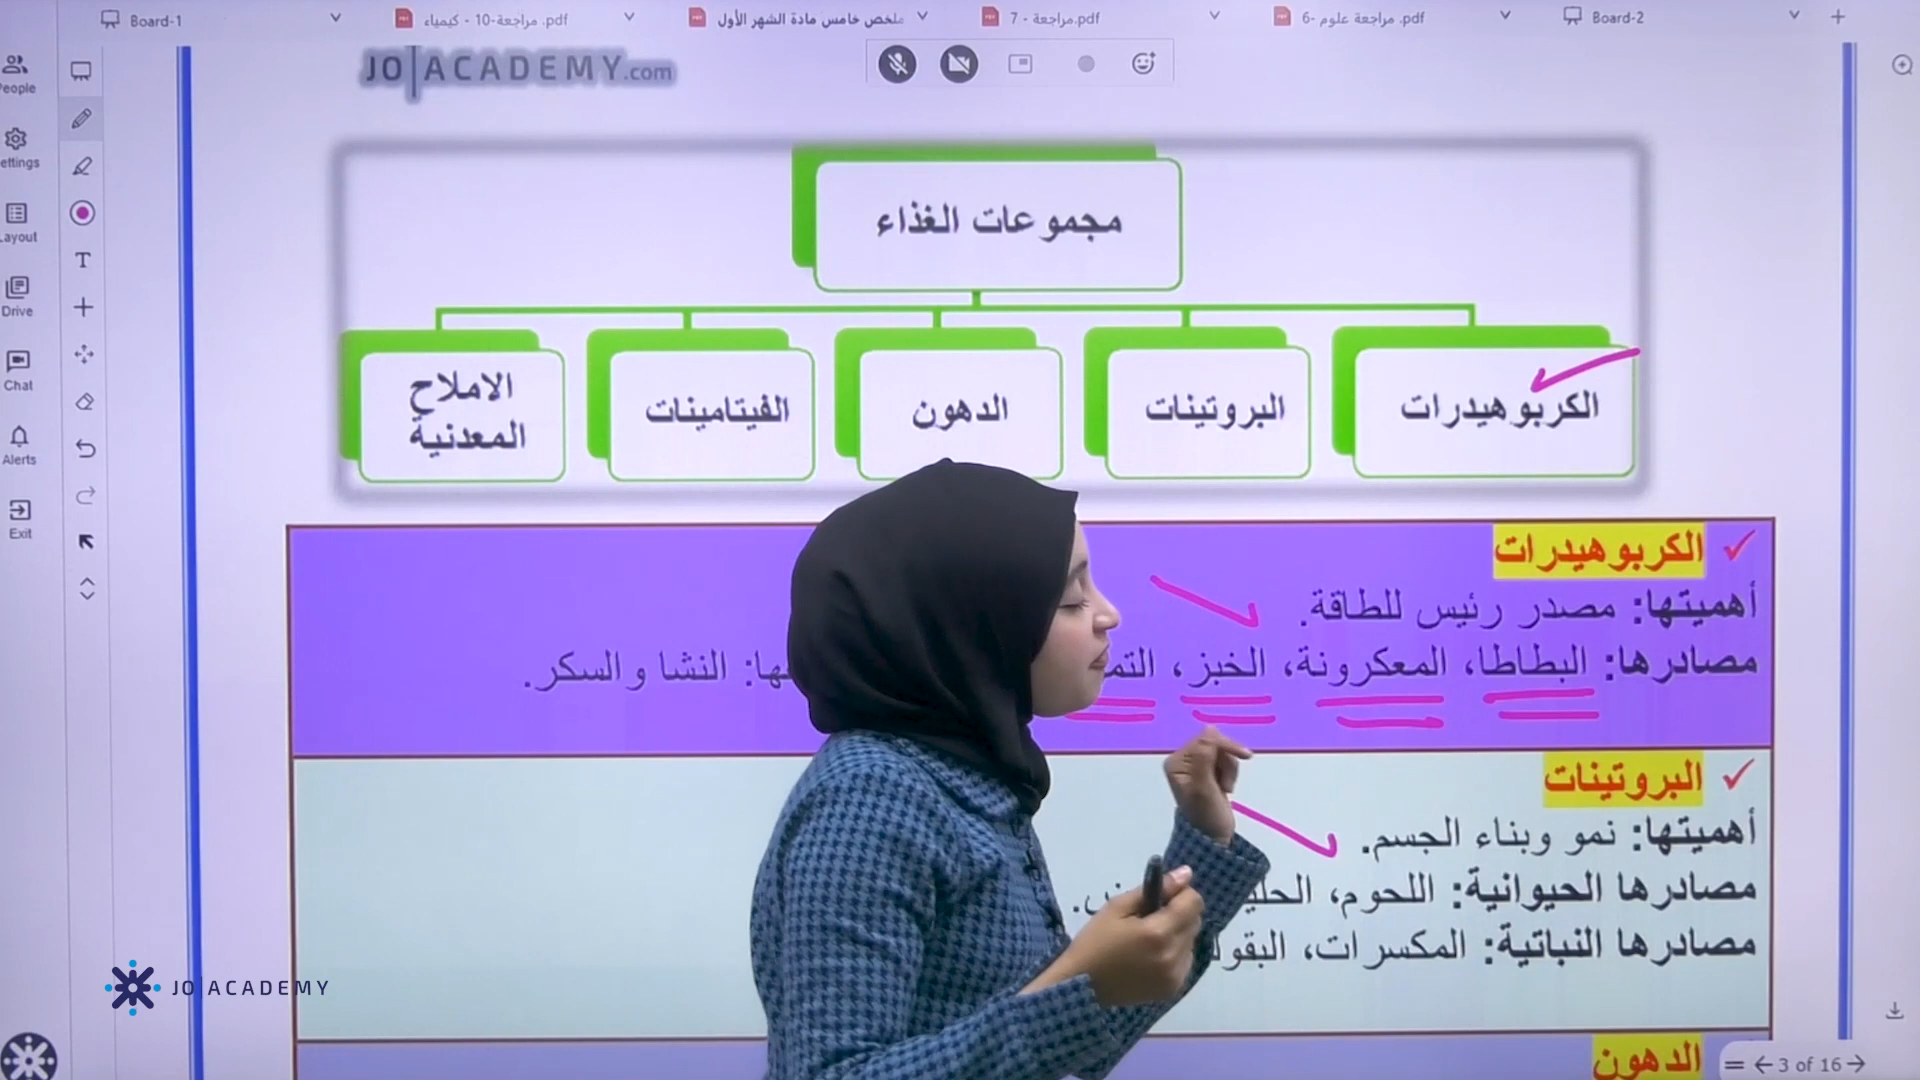 Board-1
مراجعة-10 - كيمياء .pdf
ملخص خامس مادة الشهر الأول
مراجعة - 7.pdf
مراجعة علوم -6 .pdf
Board-2
JO ACADEMY.com
People
Settings
Layout
Drive
Chat
Alerts
Exit
مجموعات الغذاء
الكربوهيدرات
البروتينات
الدهون
الفيتامينات
الاملاح
المعدنية
✓ الكربوهيدرات
أهميتها: مصدر رئيس للطاقة.
مصادرها: البطاطا، المعكرونة، الخبز، النشا والسكر.
✓ البروتينات
أهميتها: نمو وبناء الجسم.
مصادرها الحيوانية: اللحوم،
مصادرها النباتية: المكسرات،
الدهون
3 of 16
JO ACADEMY